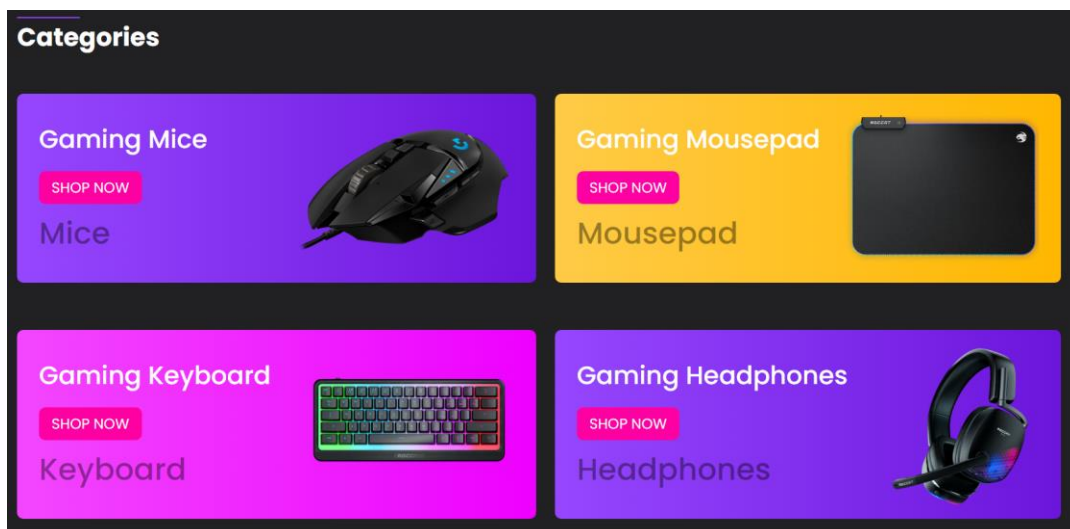 Categories
Gaming Mice
SHOP NOW
Mice
Gaming Mousepad
SHOP NOW
Mousepad
ROCCAT
Gaming Keyboard
SHOP NOW
Keyboard
Gaming Headphones
SHOP NOW
Headphones